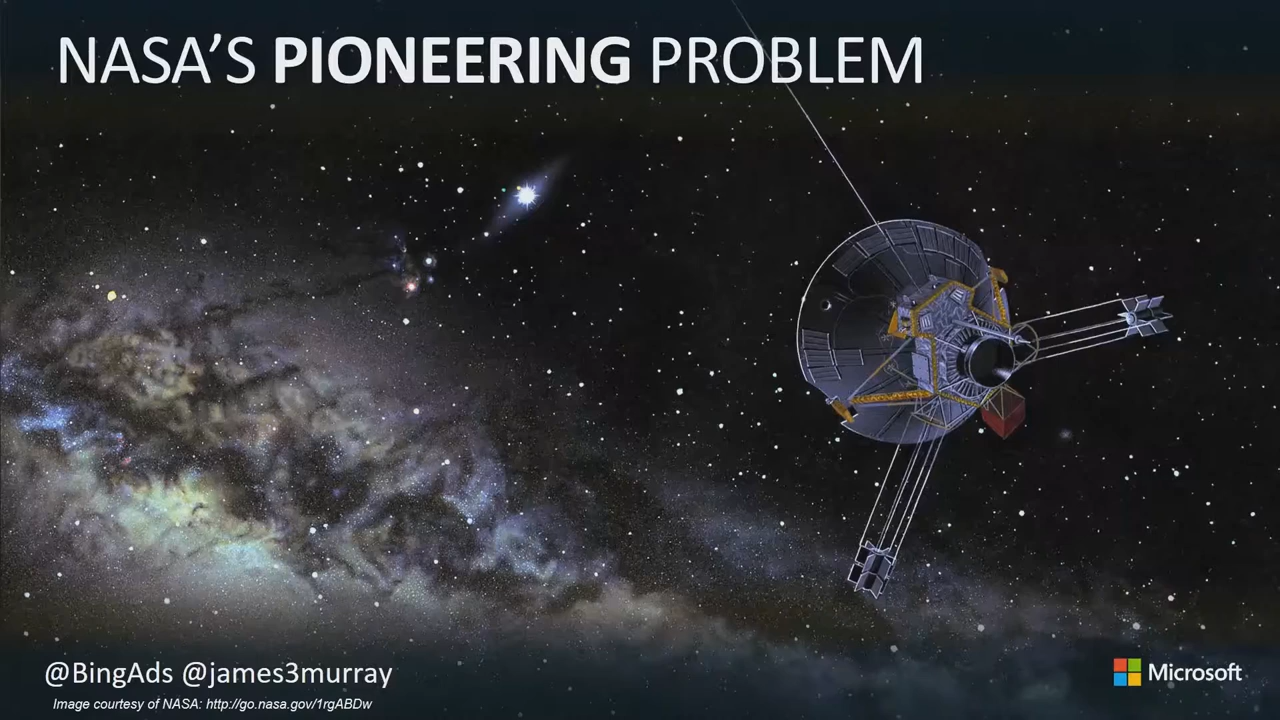 NASA’S PIONEERING PROBLEM
@BingAds @james3murray
Microsoft
Image courtesy of NASA: http://go.nasa.gov/1rgABDw